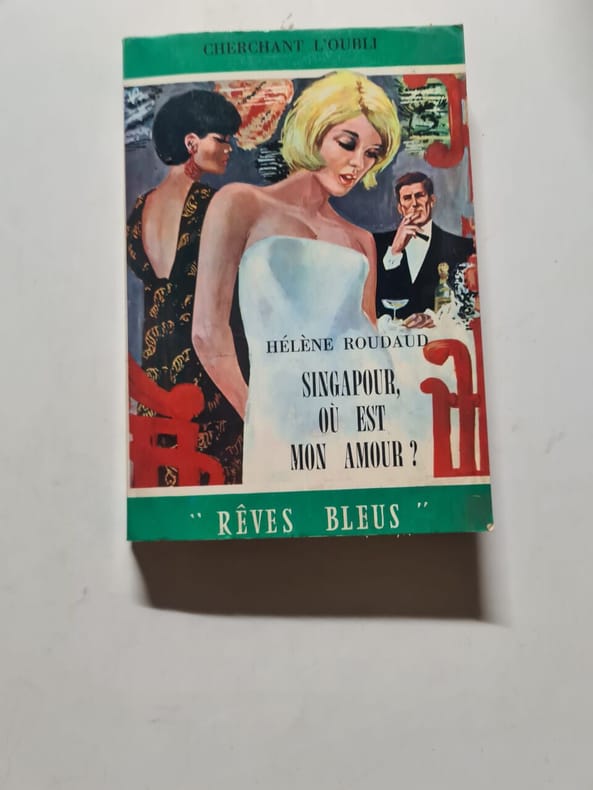 CHERCHANT L'OUBLI
HÉLÈNE ROUDAUD
SINGAPOUR,
OÙ EST
MON AMOUR ?
" RÊVES BLEUS "